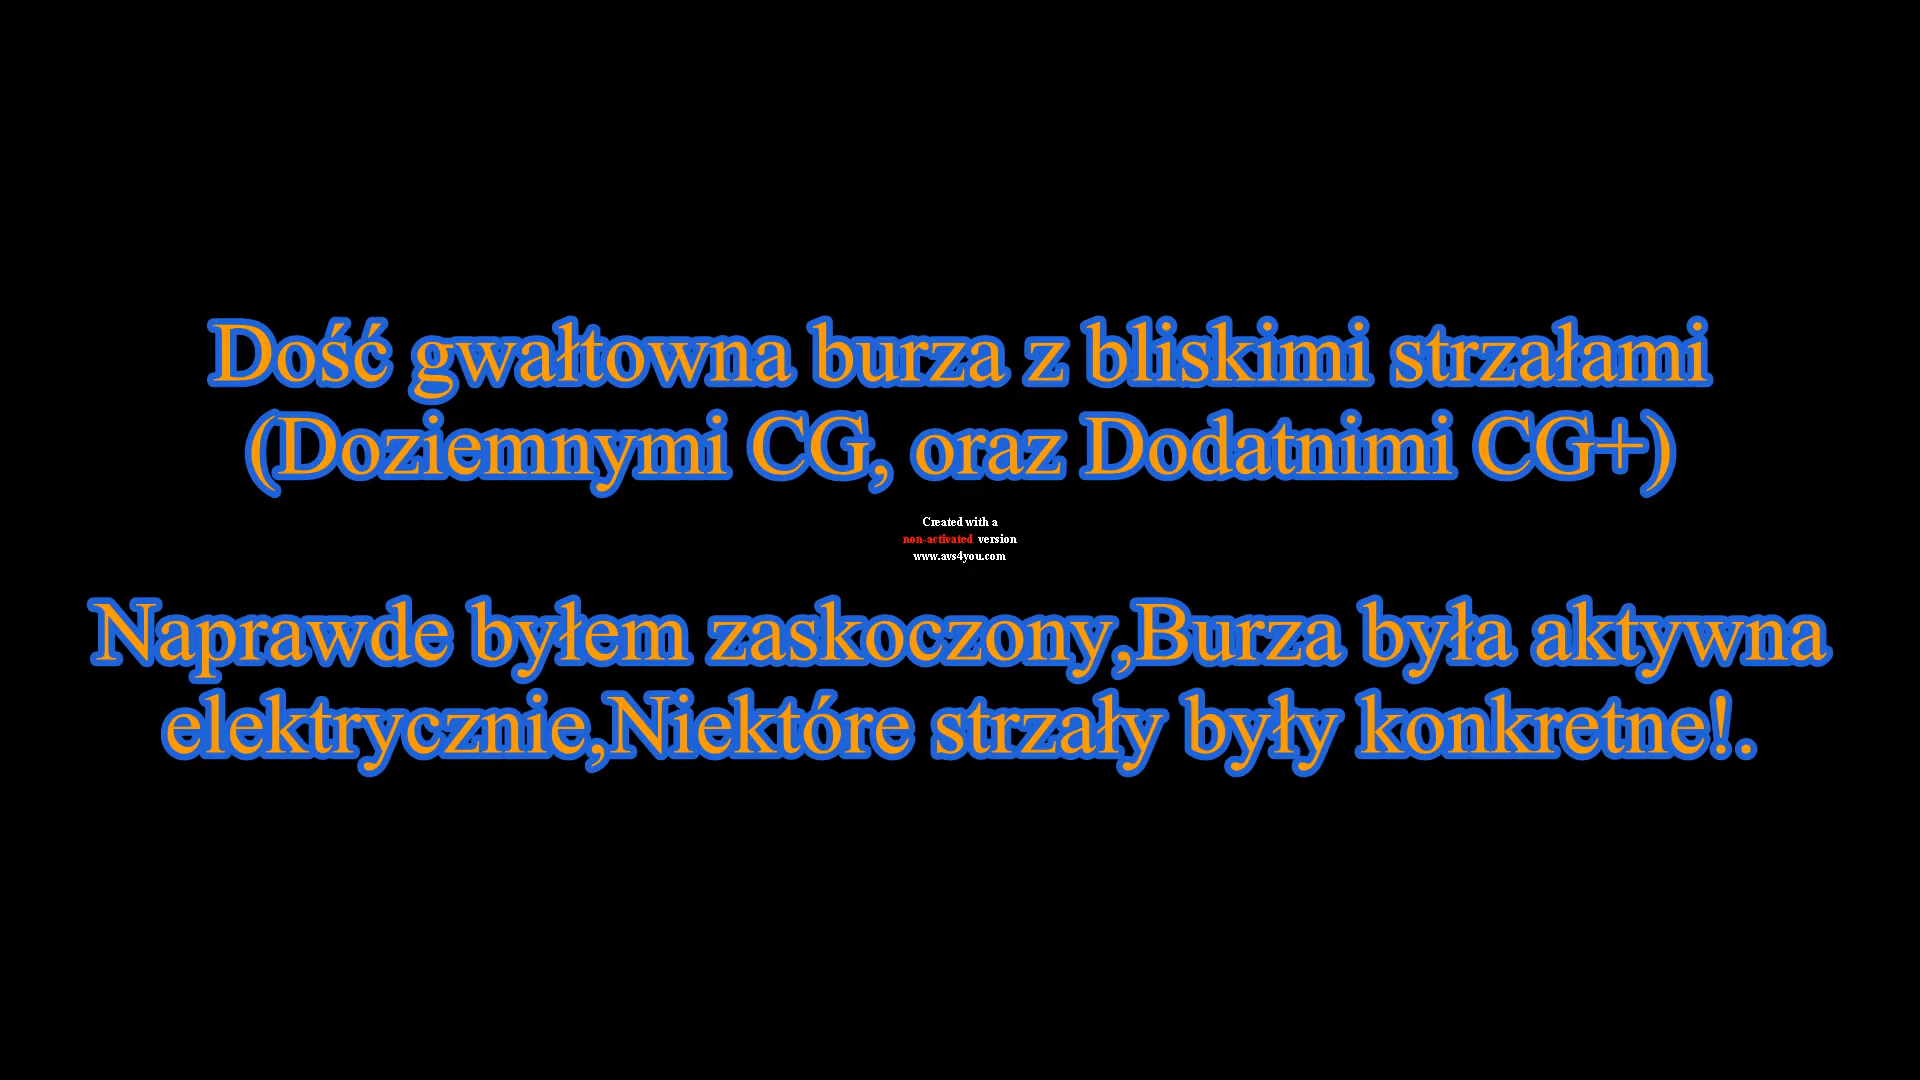 Dość gwałtowna burza z bliskimi strzałami
(Doziemnymi CG, oraz Dodatnimi CG+)
Created with a
non-activated version
www.avs4you.com
Naprawde byłem zaskoczony,Burza była aktywna
elektrycznie,Niektóre strzały były konkretne!.